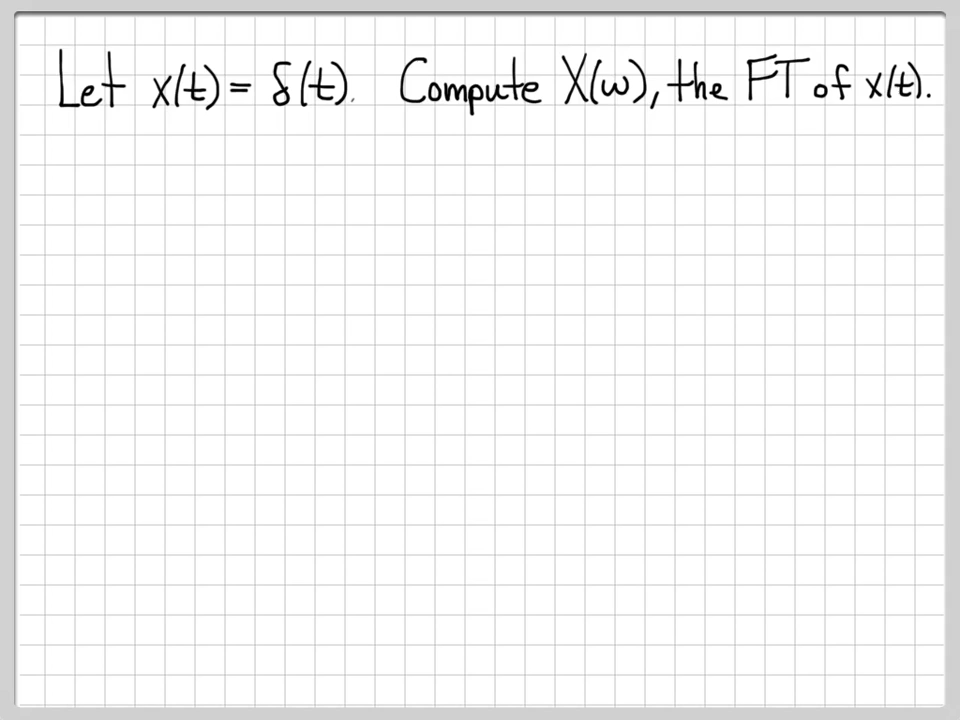 Let x(t) = δ(t). Compute X(ω), the FT of x(t).